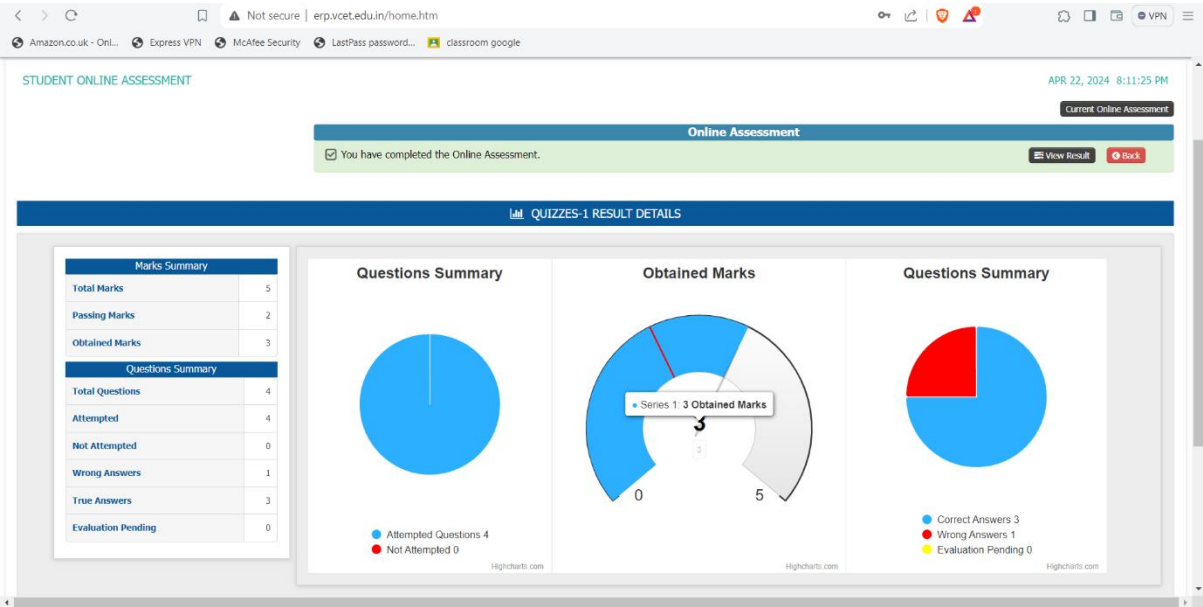 Not secure | erp.vcet.edu.in/home.htm
VPN
Amazon.co.uk - Onl... Express VPN McAfee Security LastPass password... classroom google
STUDENT ONLINE ASSESSMENT
APR 22, 2024 8:11:25 PM
Current Online Assessment
Online Assessment
You have completed the Online Assessment.
View Result
Back
QUIZZES-1 RESULT DETAILS
Marks Summary
Total Marks 5
Passing Marks 2
Obtained Marks 3
Questions Summary
Total Questions 4
Attempted 4
Not Attempted 0
Wrong Answers 1
True Answers 3
Evaluation Pending 0
Questions Summary
Attempted Questions 4
Not Attempted 0
Highcharts.com
Obtained Marks
Series 1: 3 Obtained Marks
3
3
0 5
Highcharts.com
Questions Summary
Correct Answers 3
Wrong Answers 1
Evaluation Pending 0
Highcharts.com